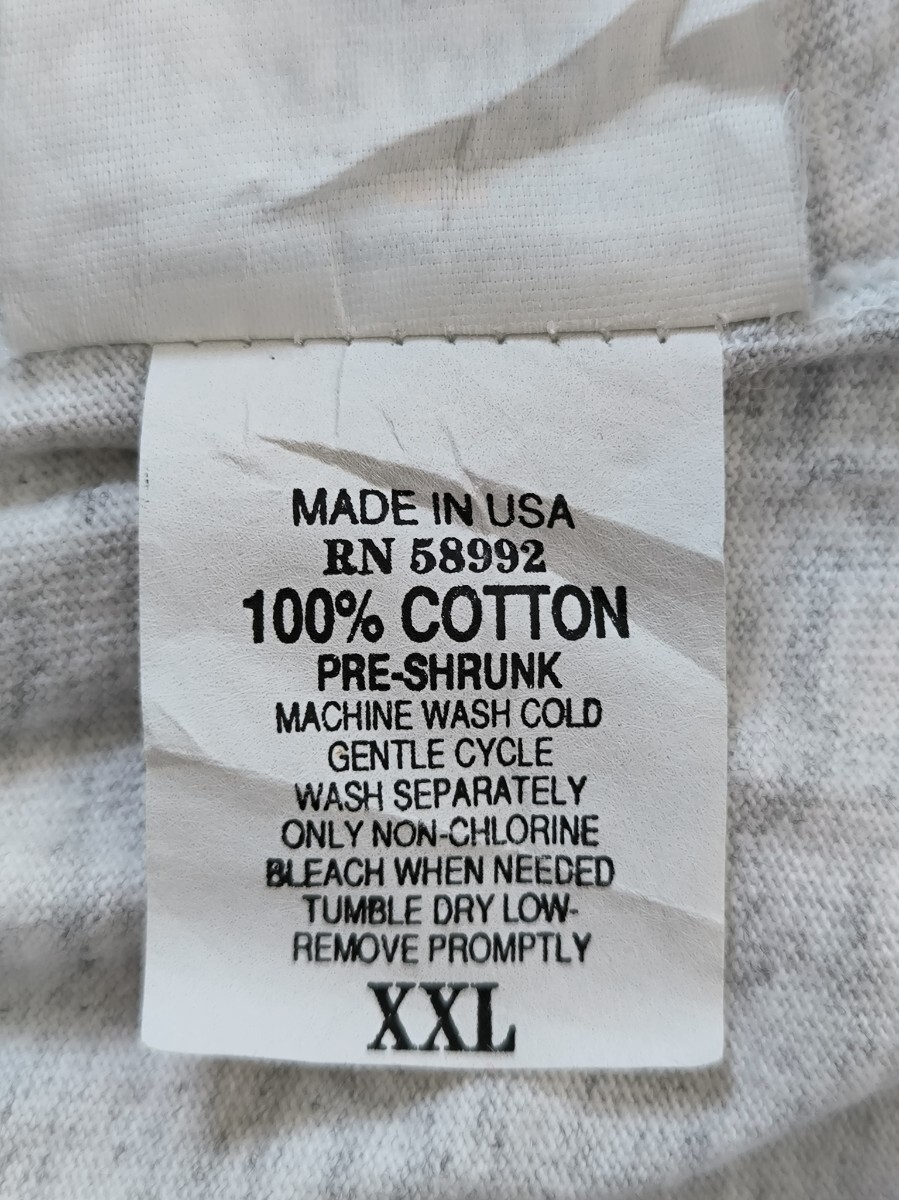 MADE IN USA
RN 58992
100% COTTON
PRE-SHRUNK
MACHINE WASH COLD
GENTLE CYCLE
WASH SEPARATELY
ONLY NON-CHLORINE
BLEACH WHEN NEEDED
TUMBLE DRY LOW-
REMOVE PROMPTLY
XXL